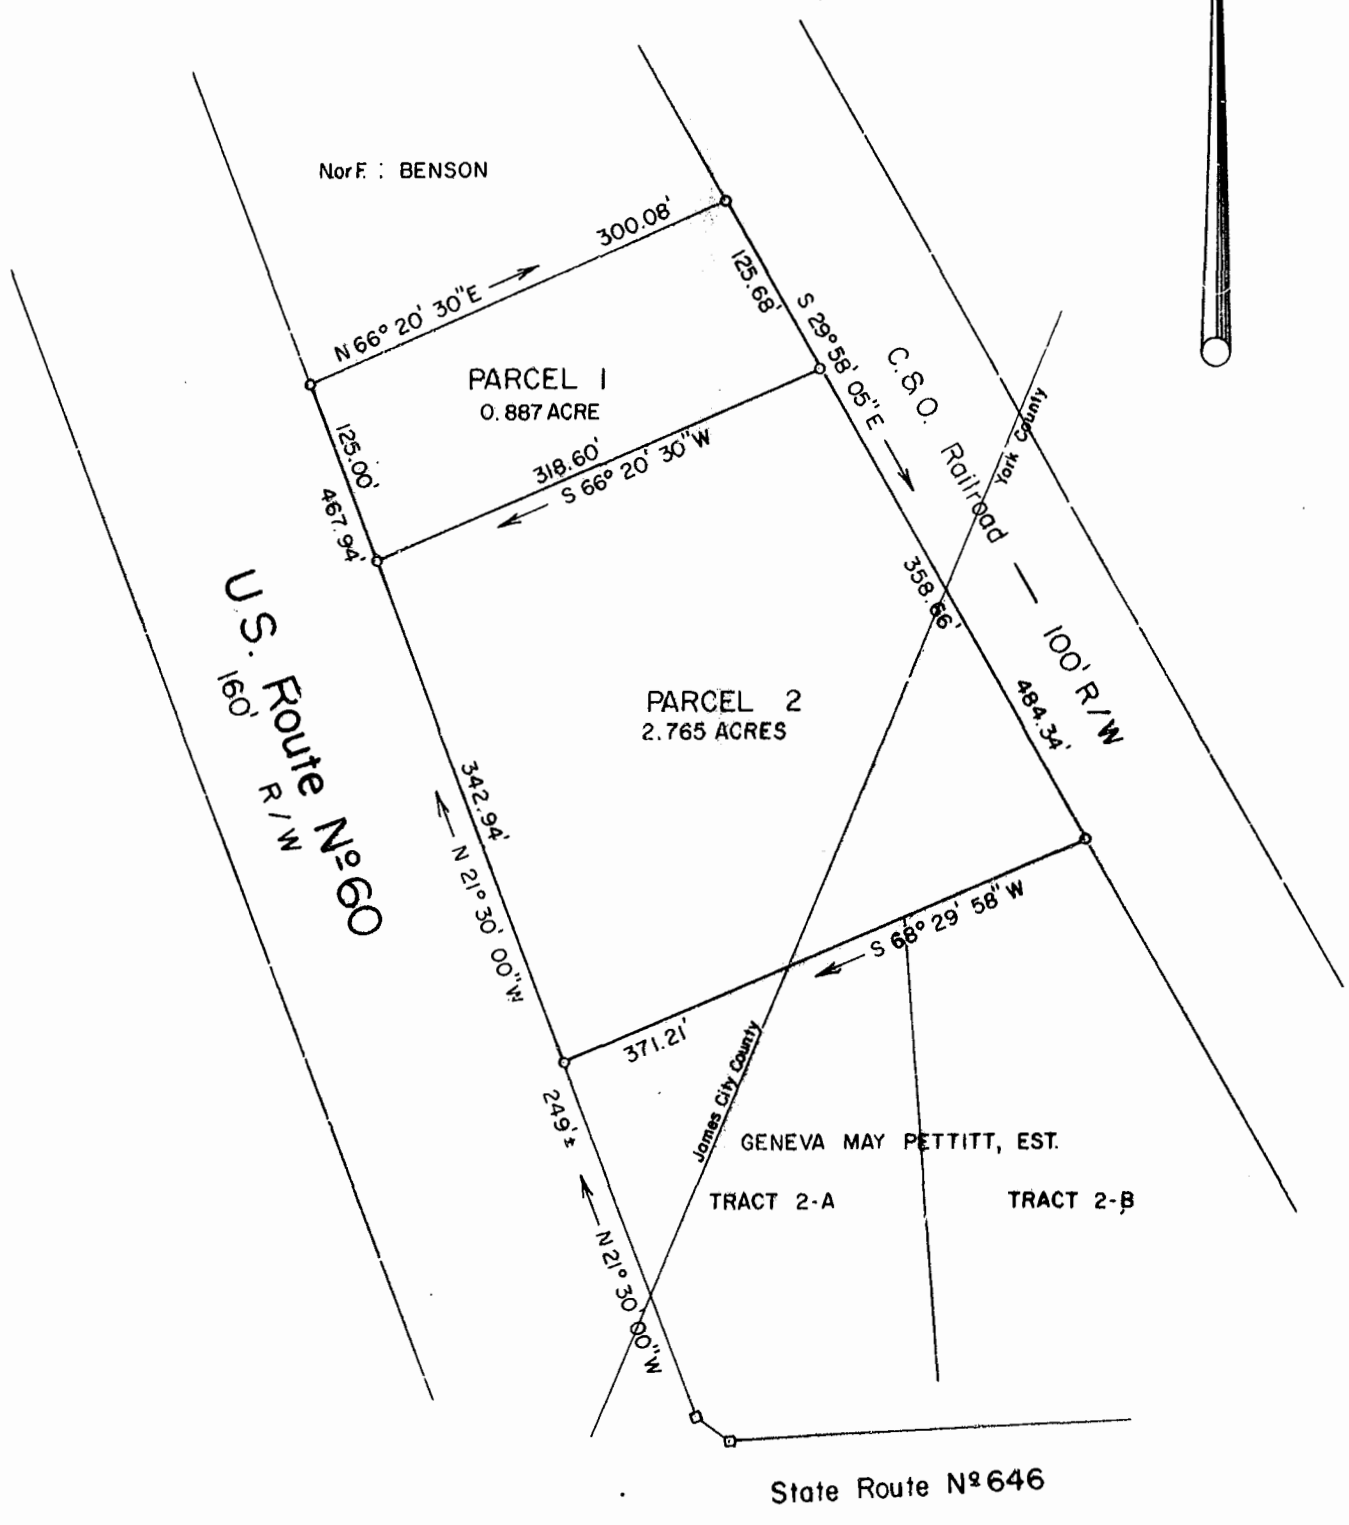 N or F. : BENSON
300.08'
N 66° 20' 30" E
125.68'
S 29° 58' 05" E
PARCEL 1
0.887 ACRE
C. & O. Railroad — 100' R/W
York County
125.00'
467.94'
318.60'
S 66° 20' 30" W
U.S. Route Nº 60
160' R/W
358.66'
484.34'
PARCEL 2
2.765 ACRES
342.94'
N 21° 30' 00" W
S 68° 29' 58" W
371.21'
James City County
249'±
N 21° 30' 00" W
GENEVA MAY PETTITT, EST.
TRACT 2-A
TRACT 2-B
State Route Nº 646